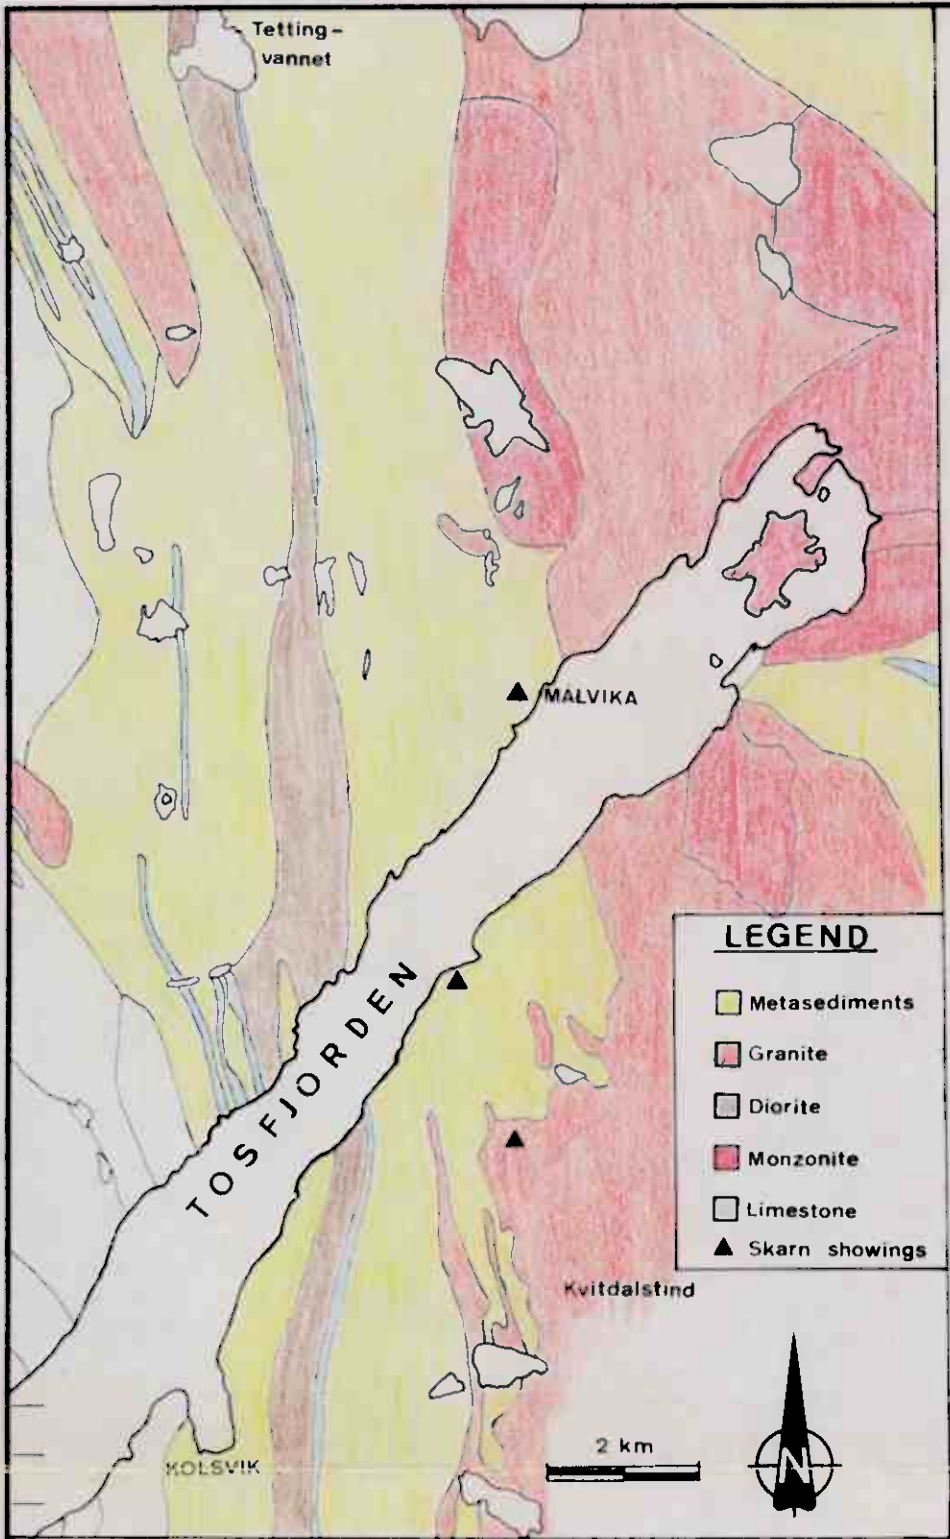 Tetting-
vannet
MALVIKA
TOSFJORDEN
LEGEND
Metasediments
Granite
Diorite
Monzonite
Limestone
Skarn showings
Kvitdalstind
2 km
KOLSVIK
N